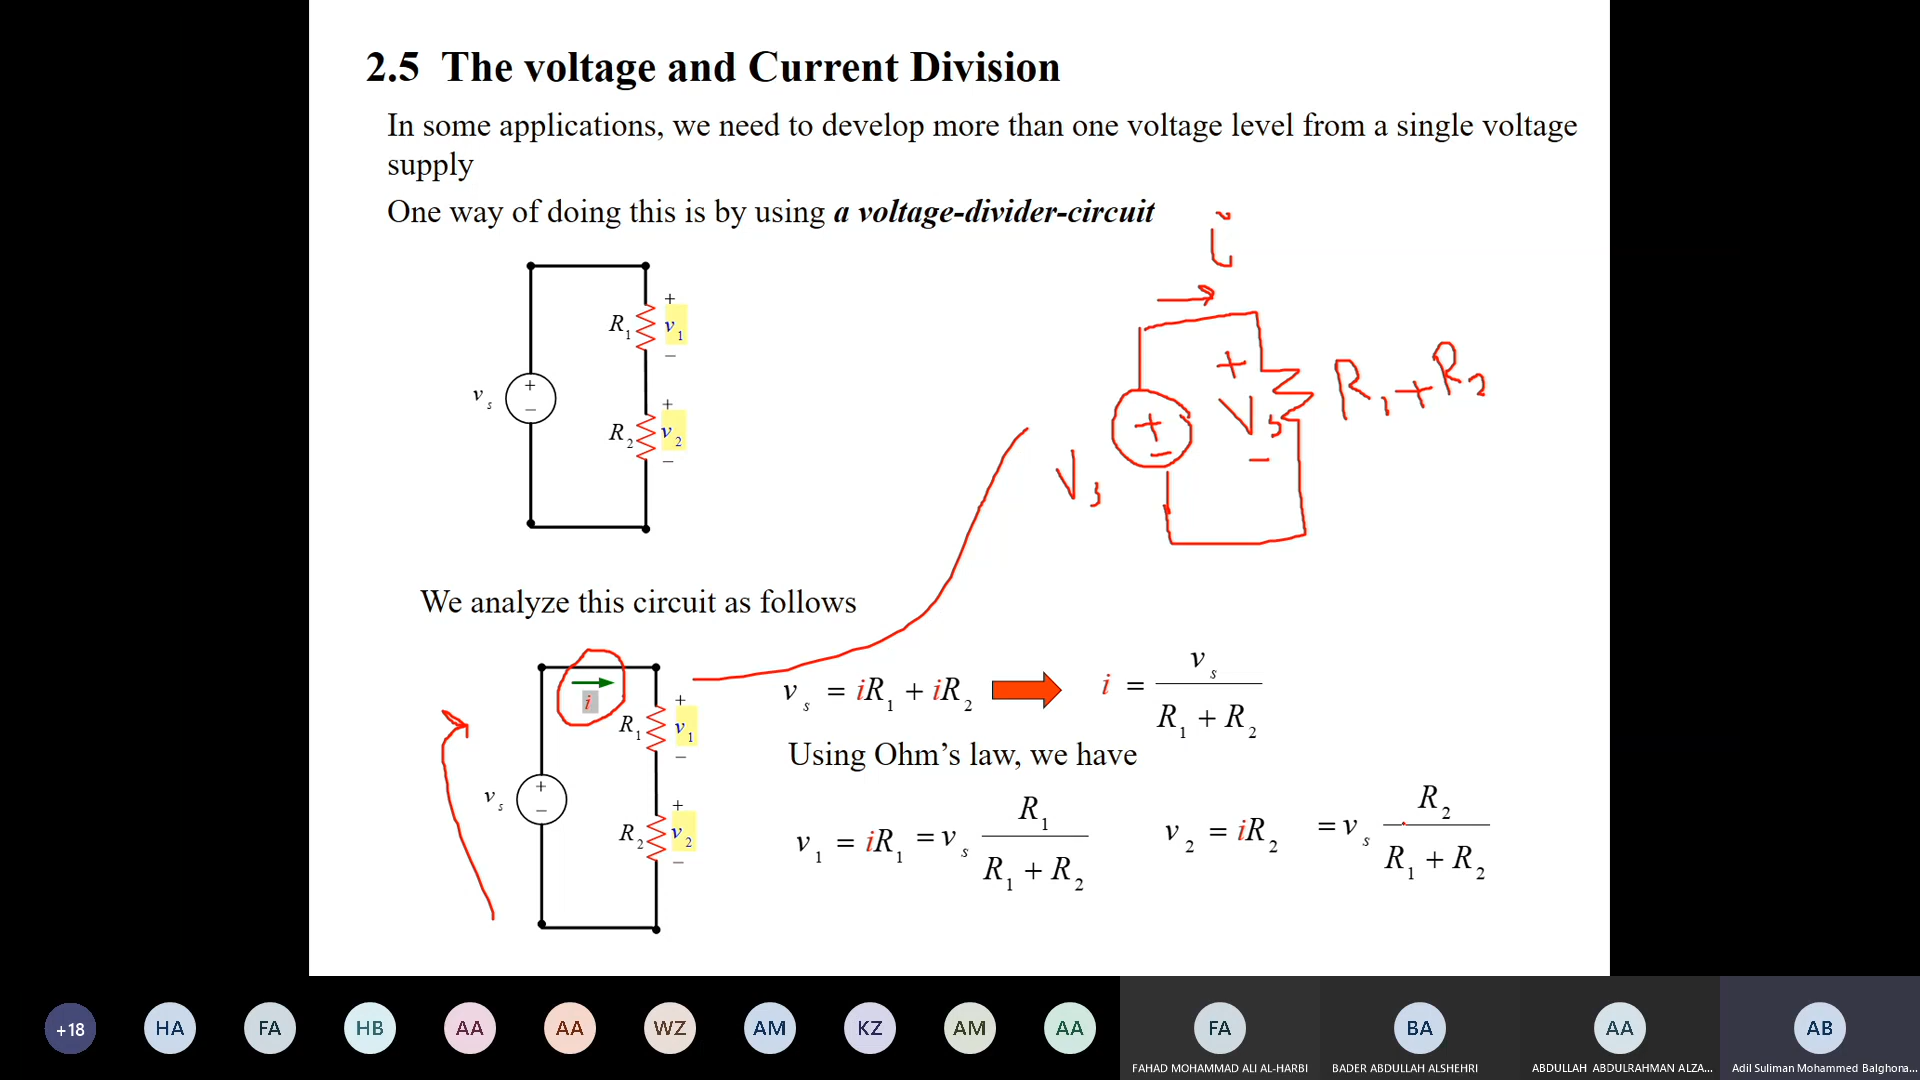 2.5 The voltage and Current Division
In some applications, we need to develop more than one voltage level from a single voltage
supply
One way of doing this is by using a voltage-divider-circuit
i
+
R1 v1
−
+
vs
−
+
R2 v2
−
+
R1+R2
Vs
−
+
−
Vs
We analyze this circuit as follows
i
+
R1 v1
−
+
vs
−
+
R2 v2
−
vs = iR1 + iR2
i = vs / (R1 + R2)
Using Ohm’s law, we have
v1 = iR1 = vs R1 / (R1 + R2)
v2 = iR2 = vs R2 / (R1 + R2)
+18 HA FA HB AA AA WZ AM KZ AM AA FA BA AA AB
FAHAD MOHAMMAD ALI AL-HARBI BADER ABDULLAH ALSHEHRI ABDULLAH ABDULRAHMAN ALZA... Adil Suliman Mohammed Balghona...